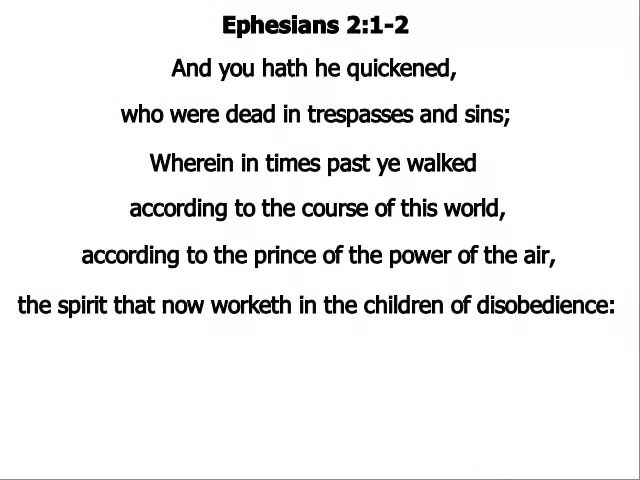 Ephesians 2:1-2
And you hath he quickened,
who were dead in trespasses and sins;
Wherein in times past ye walked
according to the course of this world,
according to the prince of the power of the air,
the spirit that now worketh in the children of disobedience: